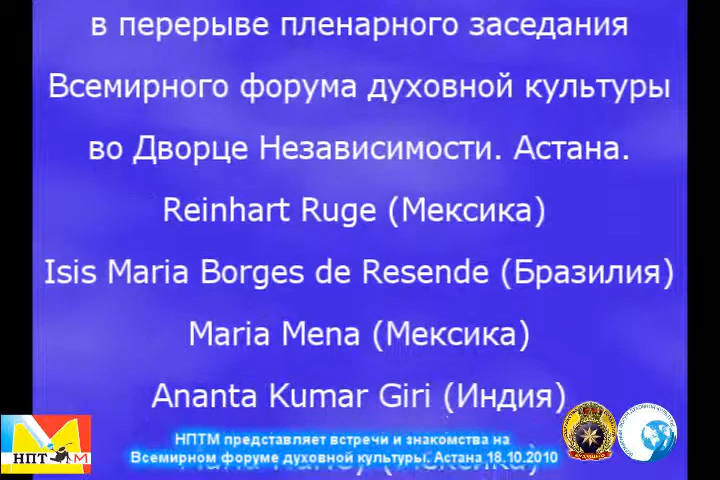 в перерыве пленарного заседания
Всемирного форума духовной культуры
во Дворце Независимости. Астана.
Reinhart Ruge (Мексика)
Isis Maria Borges de Resende (Бразилия)
Maria Mena (Мексика)
Ananta Kumar Giri (Индия)
НПТМ представляет встречи и знакомства на
Всемирном форуме духовной культуры. Астана 18.10.2010
М
НПТ М